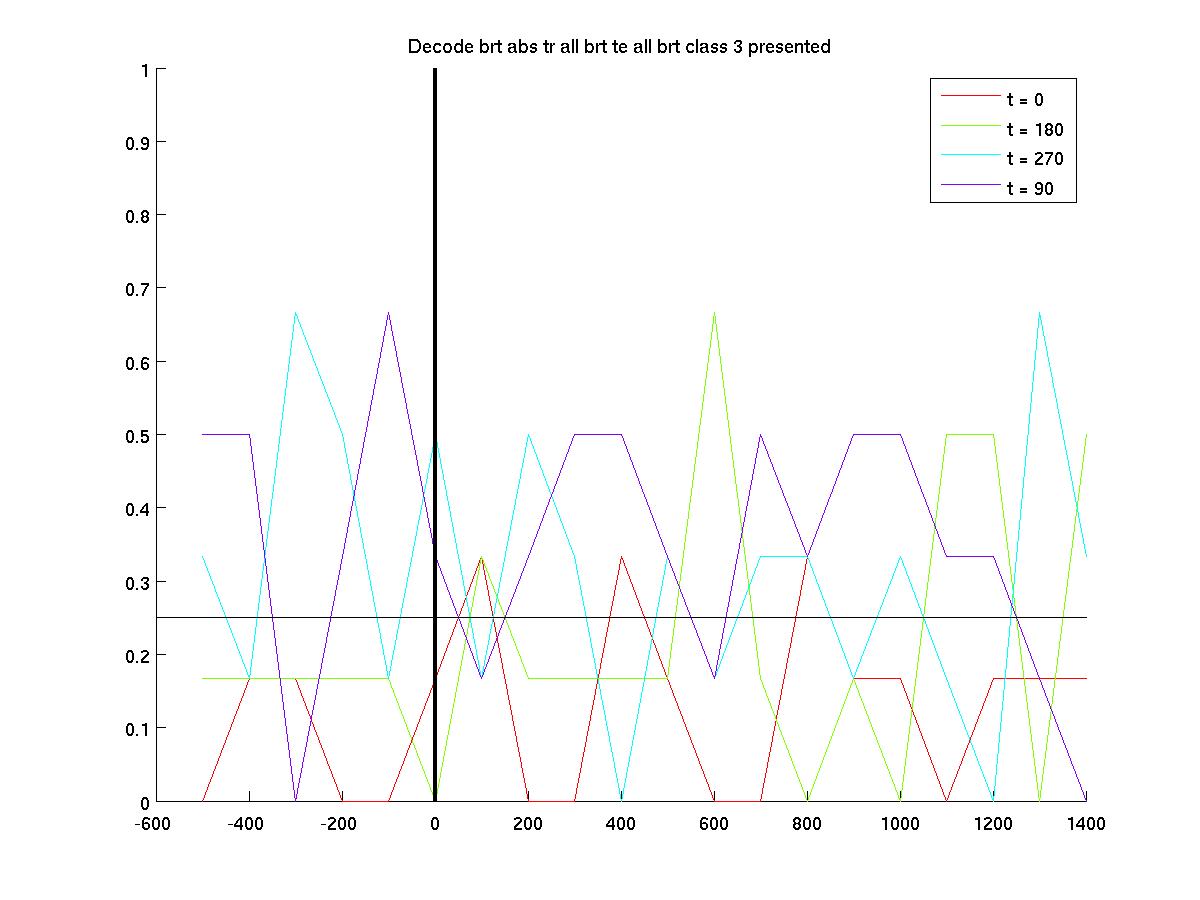 Decode brt abs tr all brt te all brt class 3 presented
1
0.9
0.8
0.7
0.6
0.5
0.4
0.3
0.2
0.1
0
-600 -400 -200 0 200 400 600 800 1000 1200 1400
t = 0
t = 180
t = 270
t = 90